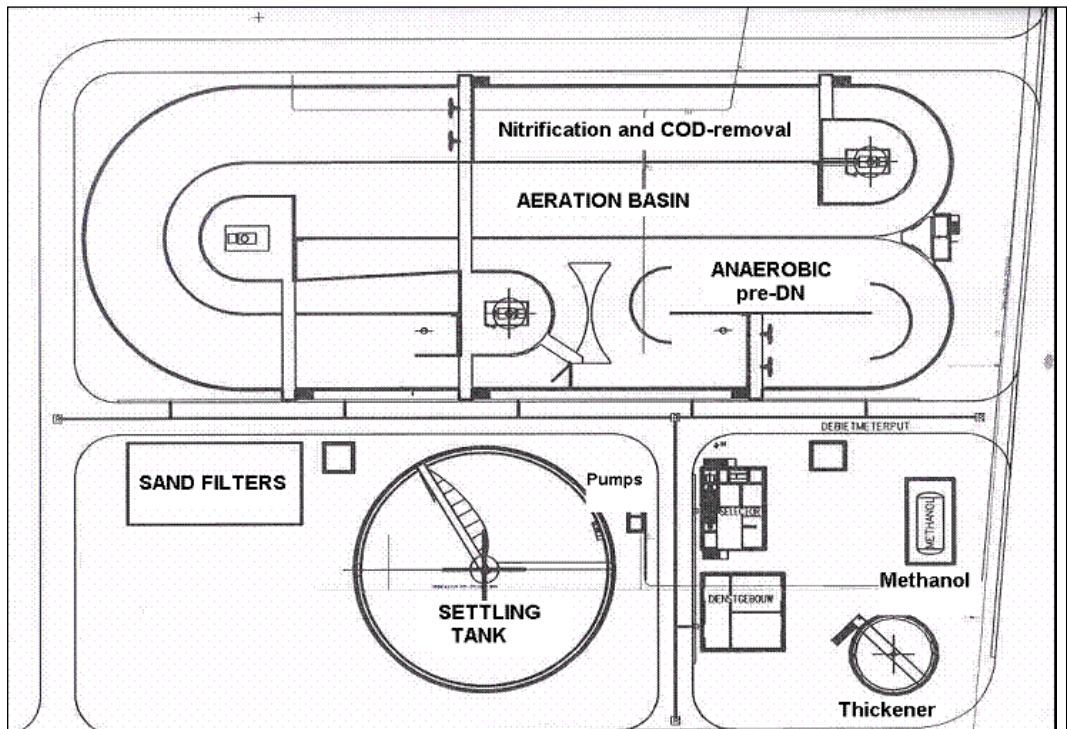 Nitrification and COD-removal
AERATION BASIN
ANAEROBIC
pre-DN
DEBIETMETERPUT
SAND FILTERS
Pumps
SELECTOR
METHANOL
Methanol
DIENSTGEBOUW
SETTLING
TANK
Thickener